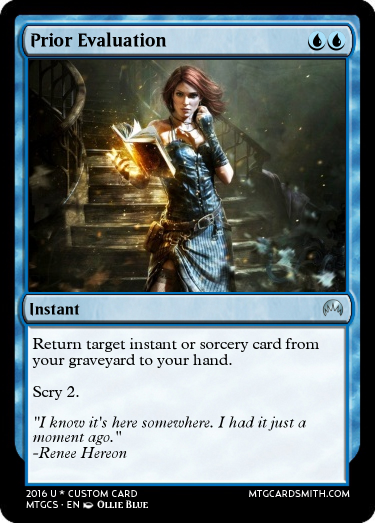 Prior Evaluation
Instant
Return target instant or sorcery card from
your graveyard to your hand.
Scry 2.
"I know it's here somewhere. I had it just a
moment ago."
-Renee Hereon
2016 U * CUSTOM CARD
MTGCS · EN Ollie Blue
MTGCARDSMITH.COM